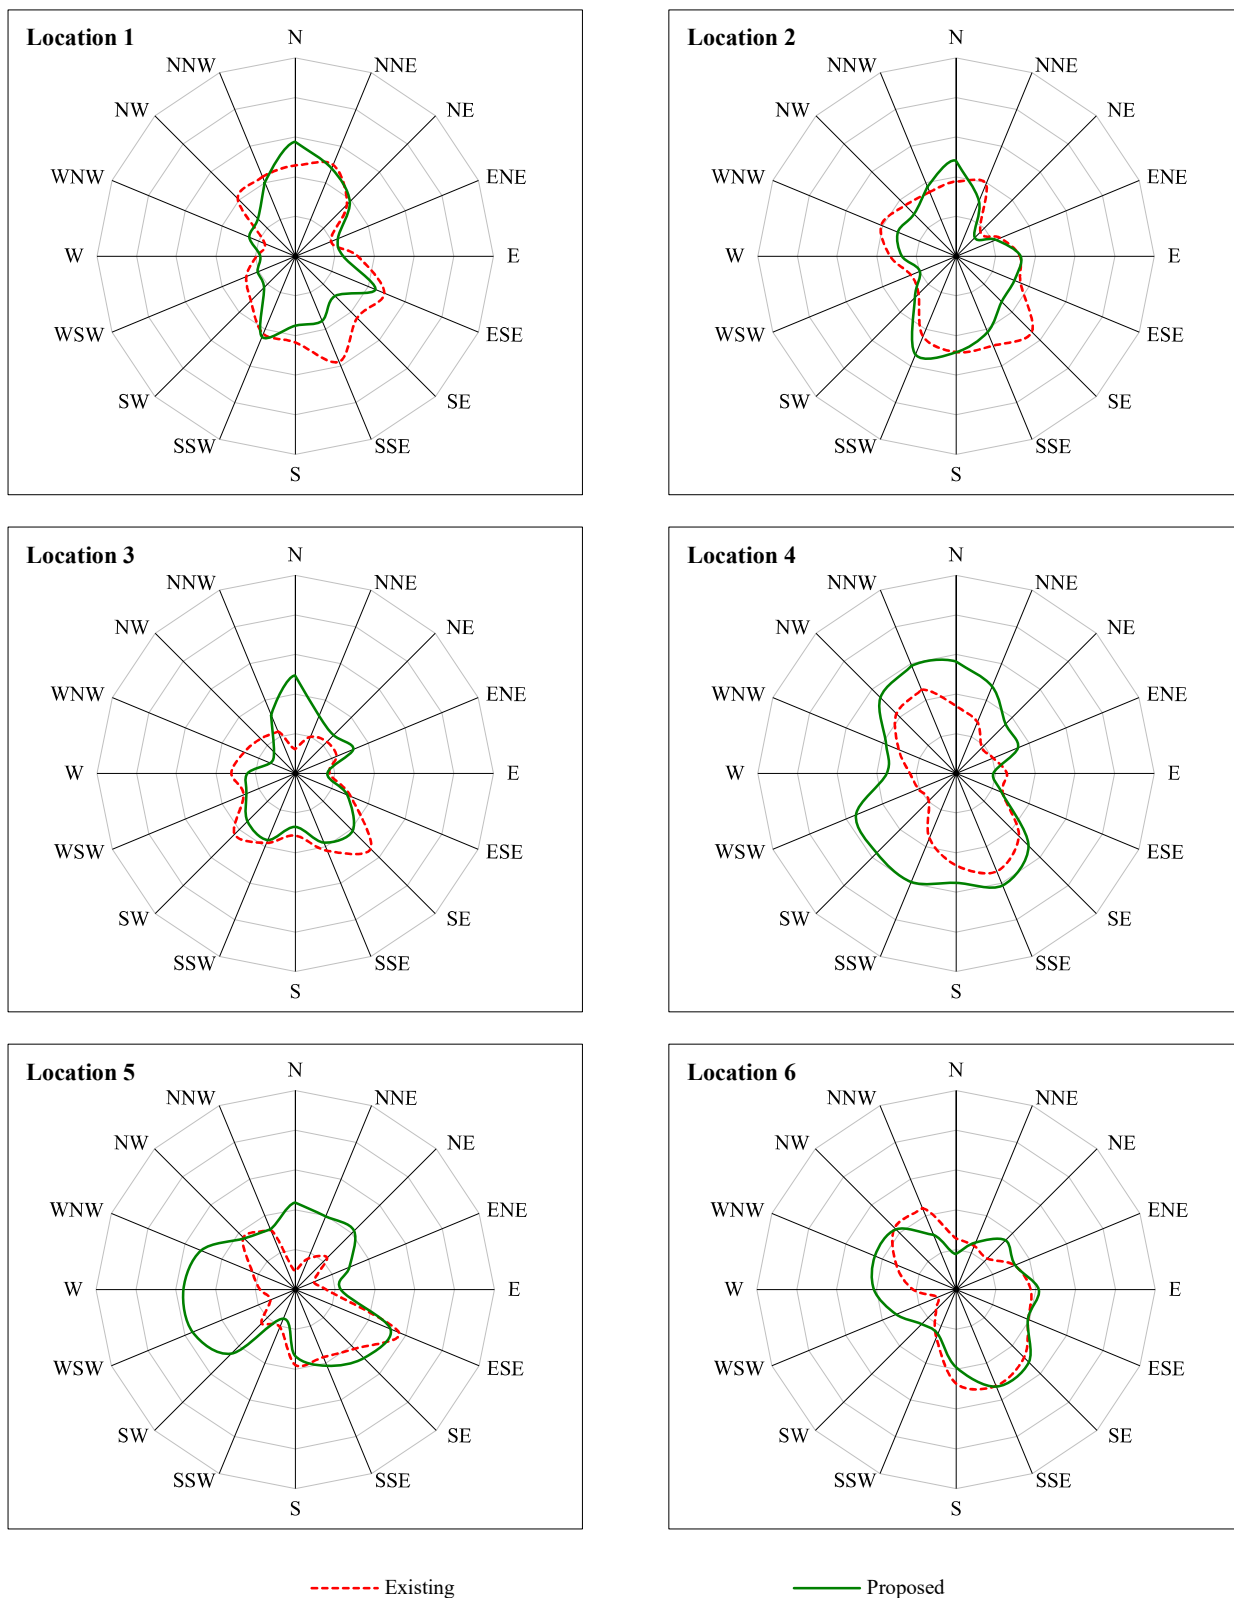 Location 1
N
NNW
NNE
NW
NE
WNW
ENE
W
E
WSW
ESE
SW
SE
SSW
SSE
S
Location 2
N
NNW
NNE
NW
NE
WNW
ENE
W
E
WSW
ESE
SW
SE
SSW
SSE
S
Location 3
N
NNW
NNE
NW
NE
WNW
ENE
W
E
WSW
ESE
SW
SE
SSW
SSE
S
Location 4
N
NNW
NNE
NW
NE
WNW
ENE
W
E
WSW
ESE
SW
SE
SSW
SSE
S
Location 5
N
NNW
NNE
NW
NE
WNW
ENE
W
E
WSW
ESE
SW
SE
SSW
SSE
S
Location 6
N
NNW
NNE
NW
NE
WNW
ENE
W
E
WSW
ESE
SW
SE
SSW
SSE
S
Existing
Proposed